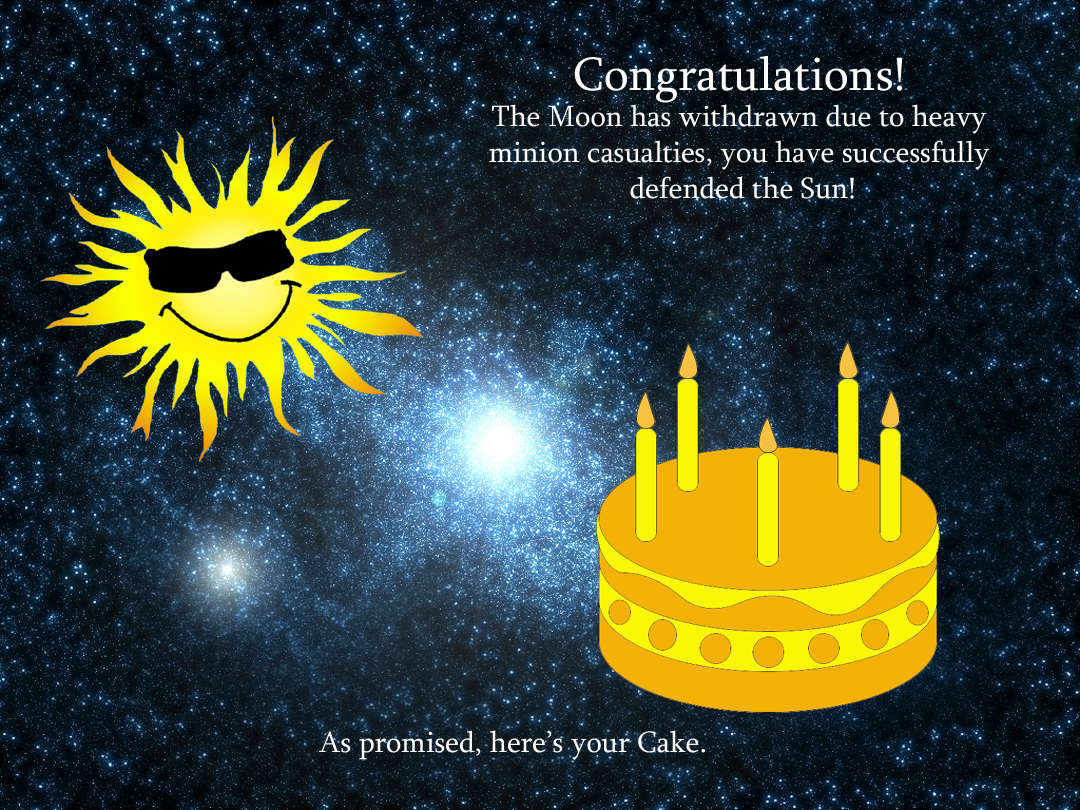 Congratulations!
The Moon has withdrawn due to heavy
minion casualties, you have successfully
defended the Sun!
As promised, here’s your Cake.